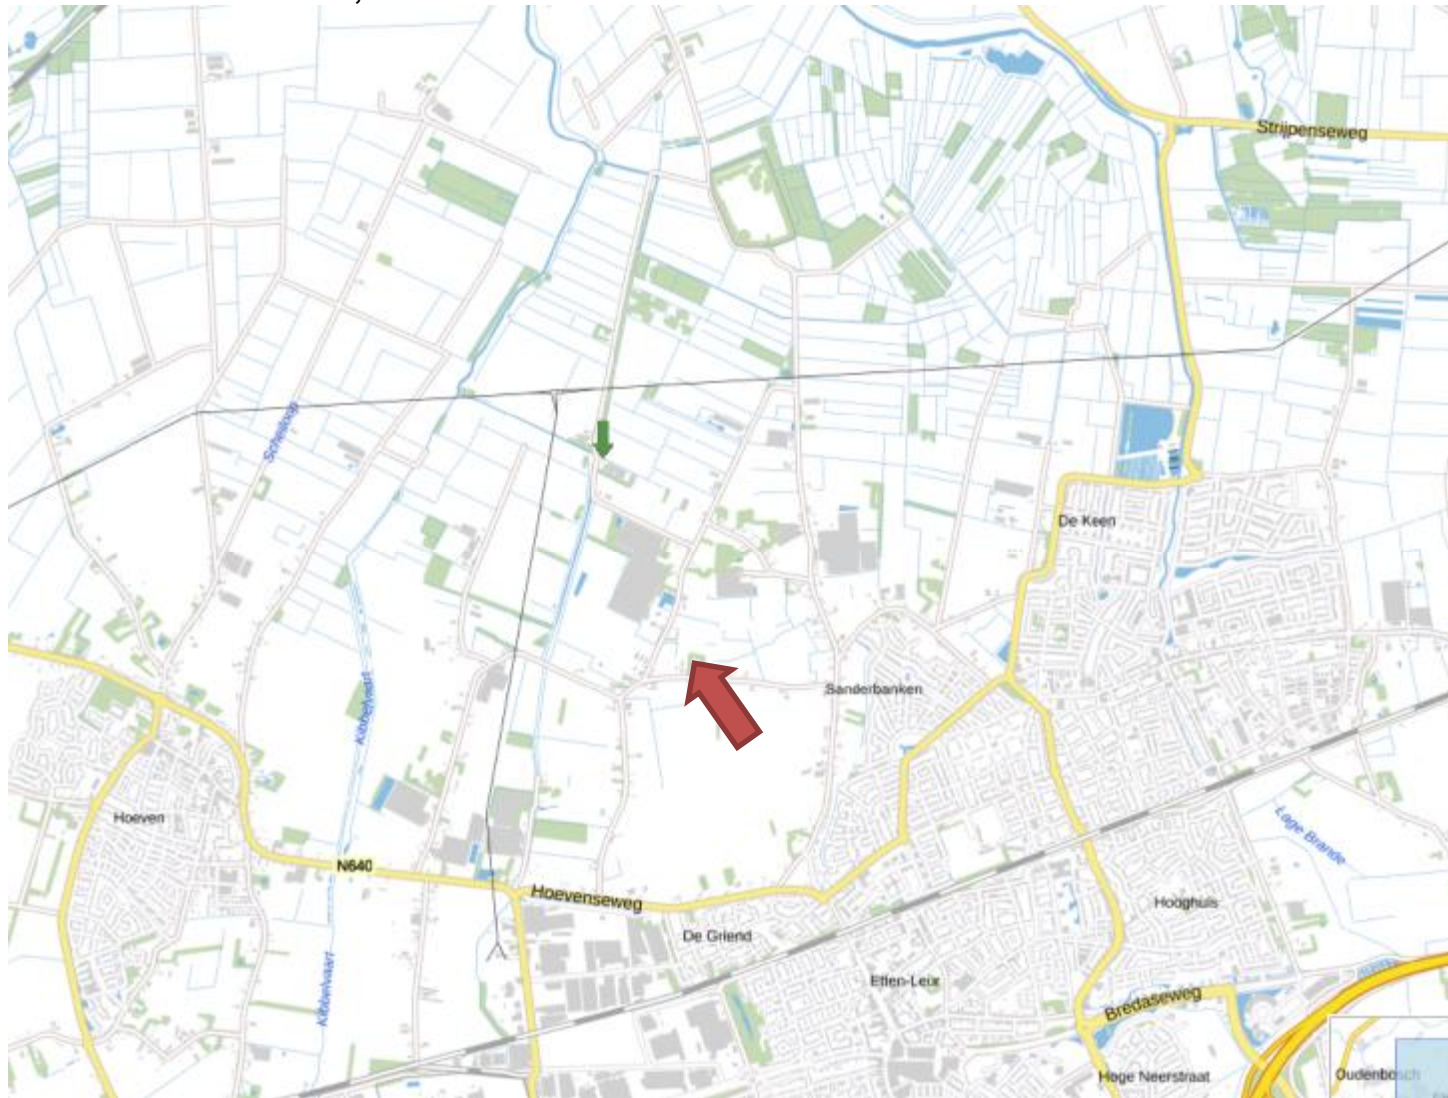 Strijpenseweg
Schelloop
De Keen
Kibbelvaart
Sanderbanken
Hoeven
N640
Hoevenseweg
Lage Brande
Hooghuis
De Griend
Etten-Leur
Kibbelvaart
Bredaseweg
Hoge Neerstraat
Oudenbosch